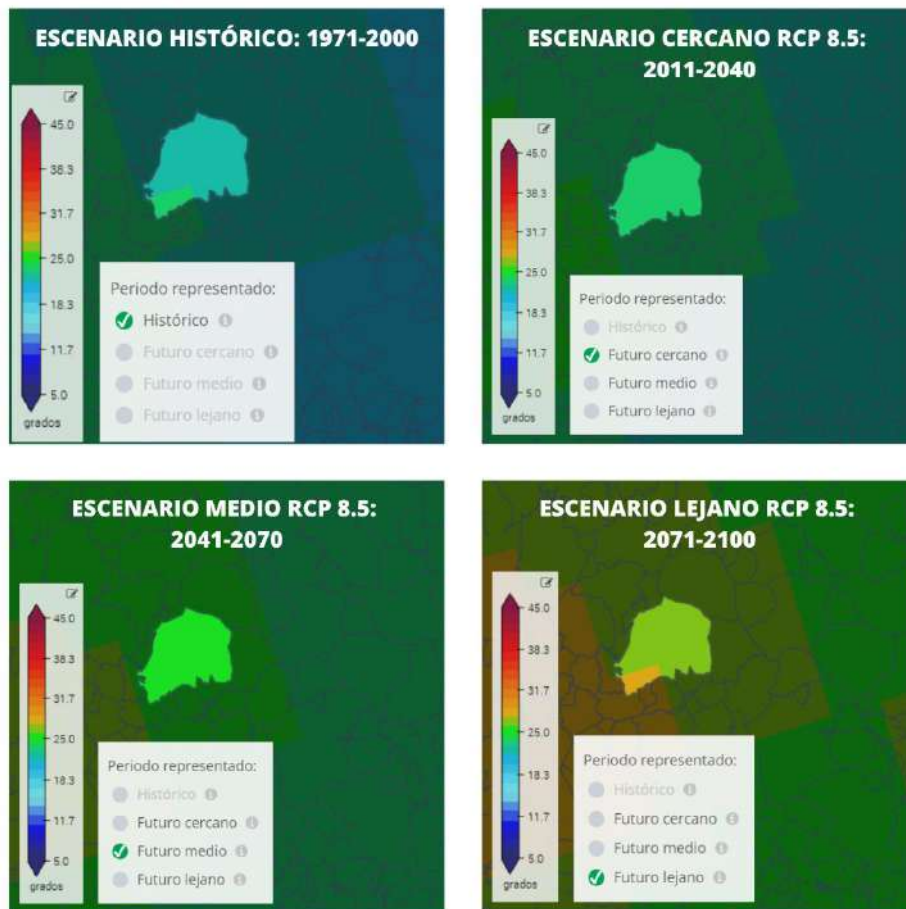 ESCENARIO HISTÓRICO: 1971-2000
45.0
38.3
31.7
25.0
18.3
11.7
5.0
grados
Periodo representado:
Histórico
Futuro cercano
Futuro medio
Futuro lejano
ESCENARIO CERCANO RCP 8.5:
2011-2040
45.0
38.3
31.7
25.0
18.3
11.7
5.0
grados
Periodo representado:
Histórico
Futuro cercano
Futuro medio
Futuro lejano
ESCENARIO MEDIO RCP 8.5:
2041-2070
45.0
38.3
31.7
25.0
18.3
11.7
5.0
grados
Periodo representado:
Histórico
Futuro cercano
Futuro medio
Futuro lejano
ESCENARIO LEJANO RCP 8.5:
2071-2100
45.0
38.3
31.7
25.0
18.3
11.7
5.0
grados
Periodo representado:
Histórico
Futuro cercano
Futuro medio
Futuro lejano